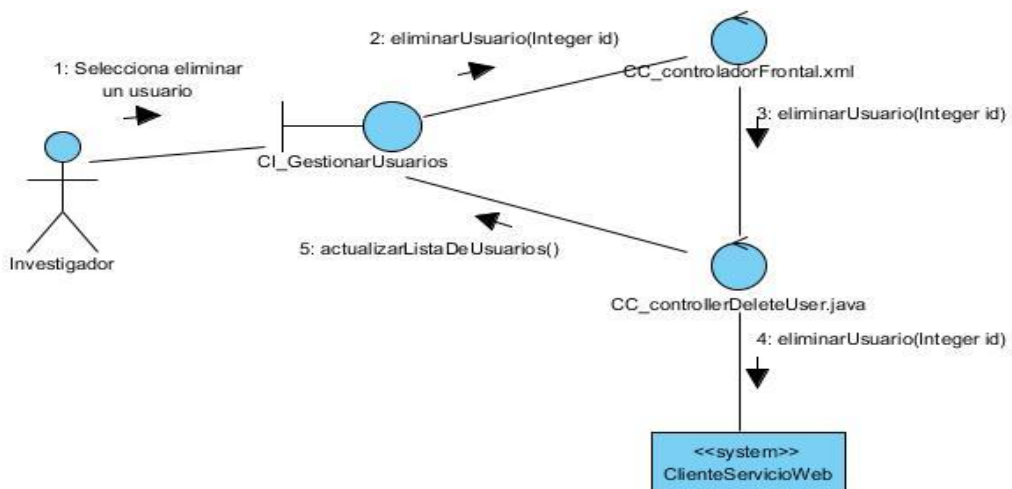 1: Selecciona eliminar
un usuario
2: eliminarUsuario(Integer id)
CC_controladorFrontal.xml
3: eliminarUsuario(Integer id)
CI_GestionarUsuarios
Investigador
5: actualizarListaDeUsuarios()
CC_controllerDeleteUser.java
4: eliminarUsuario(Integer id)
<<system>>
ClienteServicioWeb